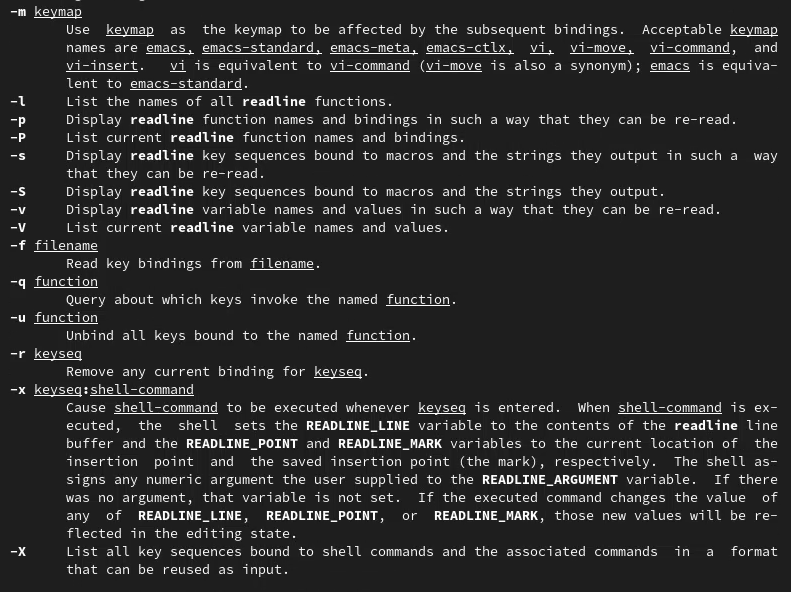 -m keymap
Use keymap as the keymap to be affected by the subsequent bindings. Acceptable keymap
names are emacs, emacs-standard, emacs-meta, emacs-ctlx, vi, vi-move, vi-command, and
vi-insert. vi is equivalent to vi-command (vi-move is also a synonym); emacs is equiva-
lent to emacs-standard.
-l List the names of all readline functions.
-p Display readline function names and bindings in such a way that they can be re-read.
-P List current readline function names and bindings.
-s Display readline key sequences bound to macros and the strings they output in such a way
that they can be re-read.
-S Display readline key sequences bound to macros and the strings they output.
-v Display readline variable names and values in such a way that they can be re-read.
-V List current readline variable names and values.
-f filename
Read key bindings from filename.
-q function
Query about which keys invoke the named function.
-u function
Unbind all keys bound to the named function.
-r keyseq
Remove any current binding for keyseq.
-x keyseq:shell-command
Cause shell-command to be executed whenever keyseq is entered. When shell-command is ex-
ecuted, the shell sets the READLINE_LINE variable to the contents of the readline line
buffer and the READLINE_POINT and READLINE_MARK variables to the current location of the
insertion point and the saved insertion point (the mark), respectively. The shell as-
signs any numeric argument the user supplied to the READLINE_ARGUMENT variable. If there
was no argument, that variable is not set. If the executed command changes the value of
any of READLINE_LINE, READLINE_POINT, or READLINE_MARK, those new values will be re-
flected in the editing state.
-X List all key sequences bound to shell commands and the associated commands in a format
that can be reused as input.